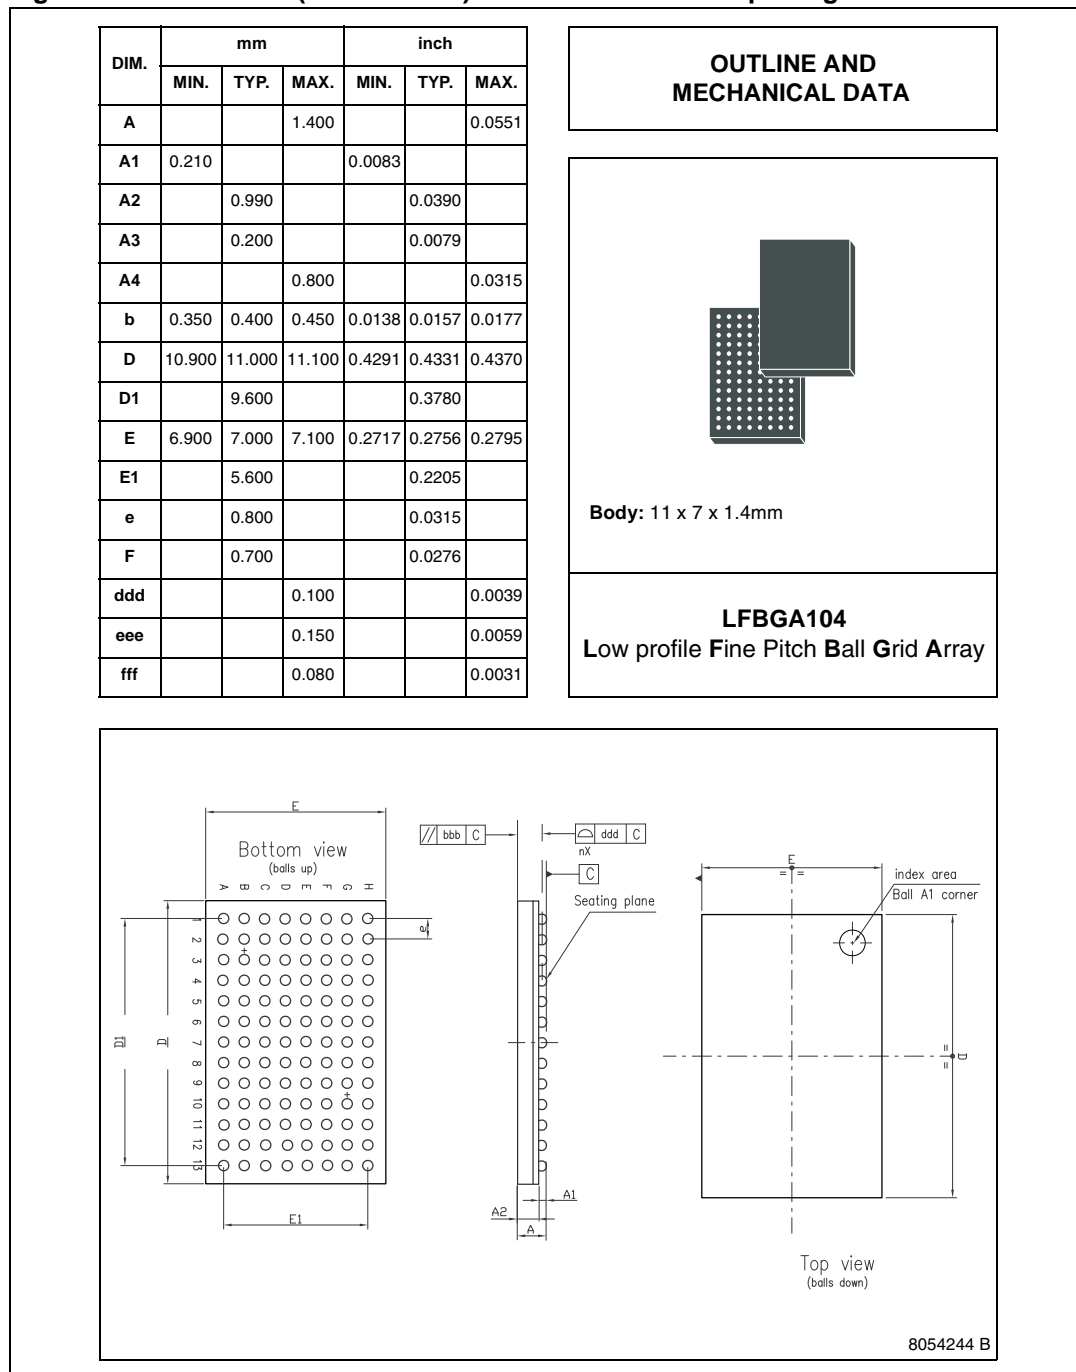 DIM. mm inch
MIN. TYP. MAX. MIN. TYP. MAX.
A 1.400 0.0551
A1 0.210 0.0083
A2 0.990 0.0390
A3 0.200 0.0079
A4 0.800 0.0315
b 0.350 0.400 0.450 0.0138 0.0157 0.0177
D 10.900 11.000 11.100 0.4291 0.4331 0.4370
D1 9.600 0.3780
E 6.900 7.000 7.100 0.2717 0.2756 0.2795
E1 5.600 0.2205
e 0.800 0.0315
F 0.700 0.0276
ddd 0.100 0.0039
eee 0.150 0.0059
fff 0.080 0.0031
OUTLINE AND
MECHANICAL DATA
Body: 11 x 7 x 1.4mm
LFBGA104
Low profile Fine Pitch Ball Grid Array
E
Bottom view
(balls up)
A B C D E F G H
1
2
3
4
5
6
7
8
9
10
11
12
13
D1
D
e
E1
// bbb C
ddd C
nX
C
Seating plane
A1
A2
A
E
= =
index area
Ball A1 corner
= =
D
Top view
(balls down)
8054244 B